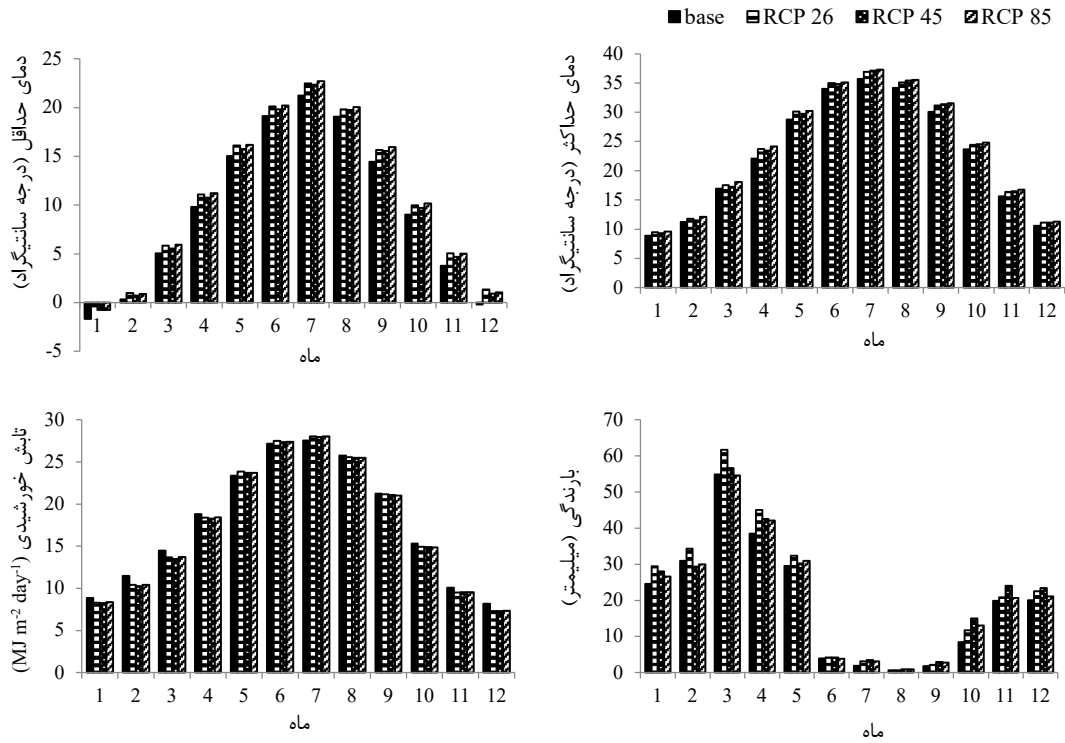 base RCP 26 RCP 45 RCP 85
دمای حداقل (درجه سانتیگراد)
25
20
15
10
5
0
-5
1 2 3 4 5 6 7 8 9 10 11 12
ماه
دمای حداکثر (درجه سانتیگراد)
40
35
30
25
20
15
10
5
0
1 2 3 4 5 6 7 8 9 10 11 12
ماه
تابش خورشیدی (MJ m⁻² day⁻¹)
30
25
20
15
10
5
0
1 2 3 4 5 6 7 8 9 10 11 12
ماه
بارندگی (میلیمتر)
70
60
50
40
30
20
10
0
1 2 3 4 5 6 7 8 9 10 11 12
ماه